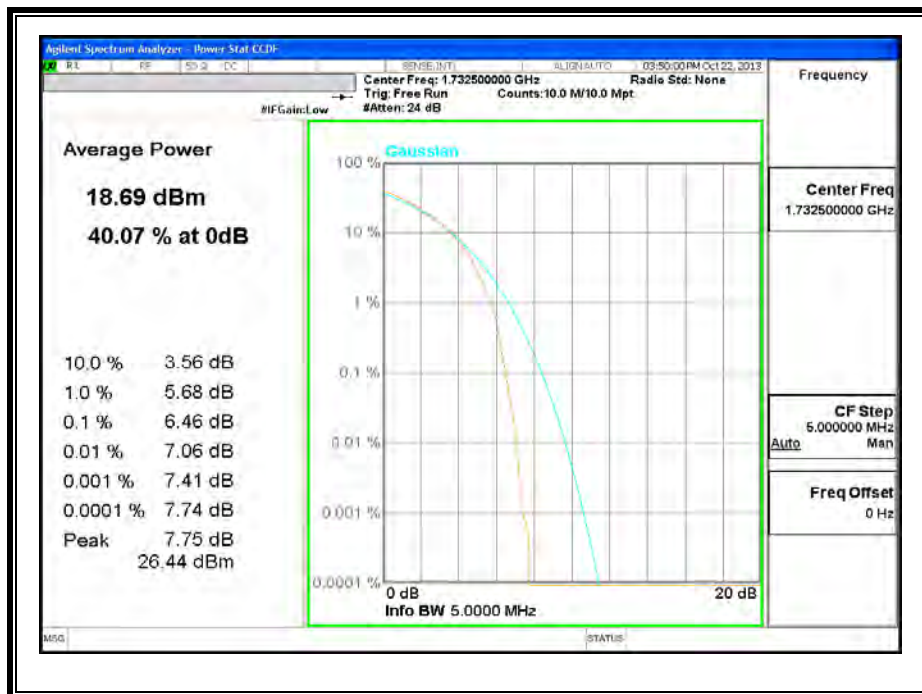 Agilent Spectrum Analyzer - Power Stat CCDF
RL RF 50 Ω DC SENSE:INT ALIGN AUTO 03:50:00 PM Oct 22, 2013
Center Freq: 1.732500000 GHz Radio Std: None
Trig: Free Run Counts:10.0 M/10.0 Mpt
#IFGain:Low #Atten: 24 dB
Frequency
Average Power
18.69 dBm
40.07 % at 0dB
10.0 % 3.56 dB
1.0 % 5.68 dB
0.1 % 6.46 dB
0.01 % 7.06 dB
0.001 % 7.41 dB
0.0001 % 7.74 dB
Peak 7.75 dB
26.44 dBm
Gaussian
100 %
10 %
1 %
0.1 %
0.01 %
0.001 %
0.0001 %
0 dB 20 dB
Info BW 5.0000 MHz
Center Freq
1.732500000 GHz
CF Step
5.000000 MHz
Auto Man
Freq Offset
0 Hz
MSG STATUS